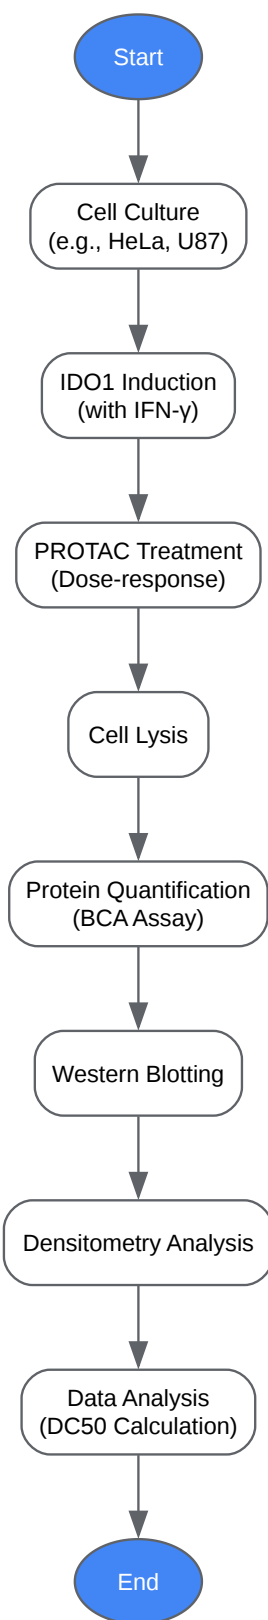 Start
Cell Culture
(e.g., HeLa, U87)
IDO1 Induction
(with IFN-γ)
PROTAC Treatment
(Dose-response)
Cell Lysis
Protein Quantification
(BCA Assay)
Western Blotting
Densitometry Analysis
Data Analysis
(DC50 Calculation)
End